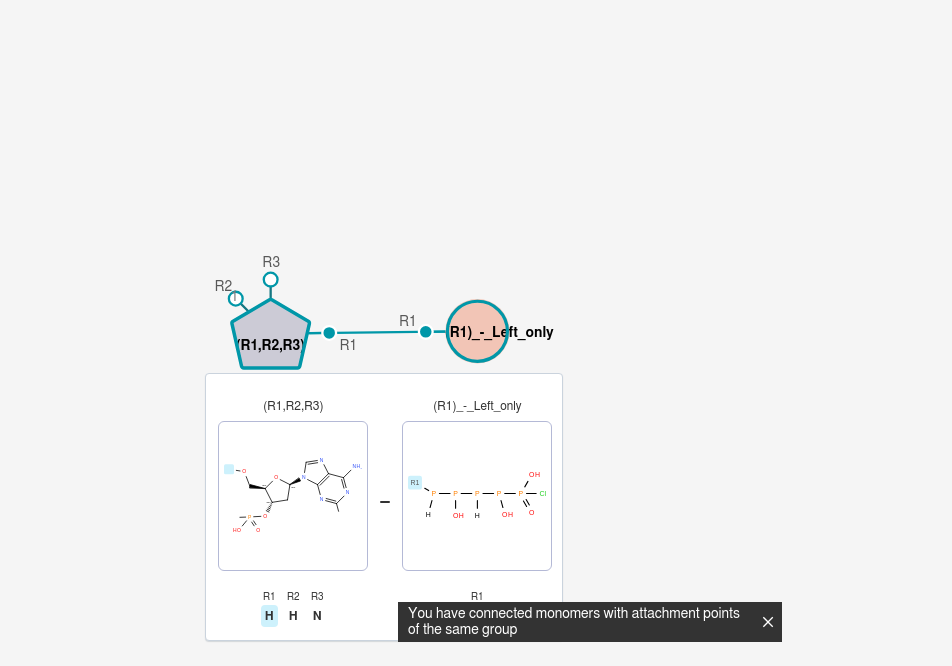 R3
R2
R1
R1
(R1,R2,R3)
R1)_-_Left_only
(R1,R2,R3)
(R1)_-_Left_only
O
O
O
P
HO
O
N
N
N
N
N
NH
R1
P
P
P
P
P
Cl
OH
O
H
OH
H
OH
R1
R2
R3
R1
H
H
N
You have connected monomers with attachment points
of the same group